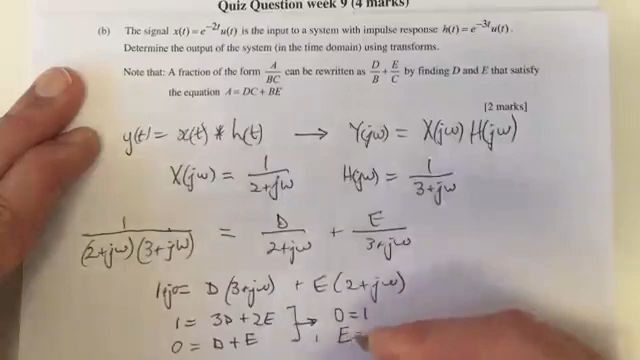 Quiz Question week 9 (4 marks)
(b) The signal x(t)=e^{-2t}u(t) is the input to a system with impulse response h(t)=e^{-3t}u(t).
Determine the output of the system (in the time domain) using transforms.
Note that: A fraction of the form A/BC can be rewritten as D/B + E/C by finding D and E that satisfy
the equation A = DC + BE
[2 marks]
y(t) = x(t) * h(t) → Y(jω) = X(jω) H(jω)
X(jω) = 1/(2+jω) H(jω) = 1/(3+jω)
1/((2+jω)(3+jω)) = D/(2+jω) + E/(3+jω)
1+j0= D(3+jω) + E(2+jω)
1 = 3D+2E → D=1
0 = D+E , E=